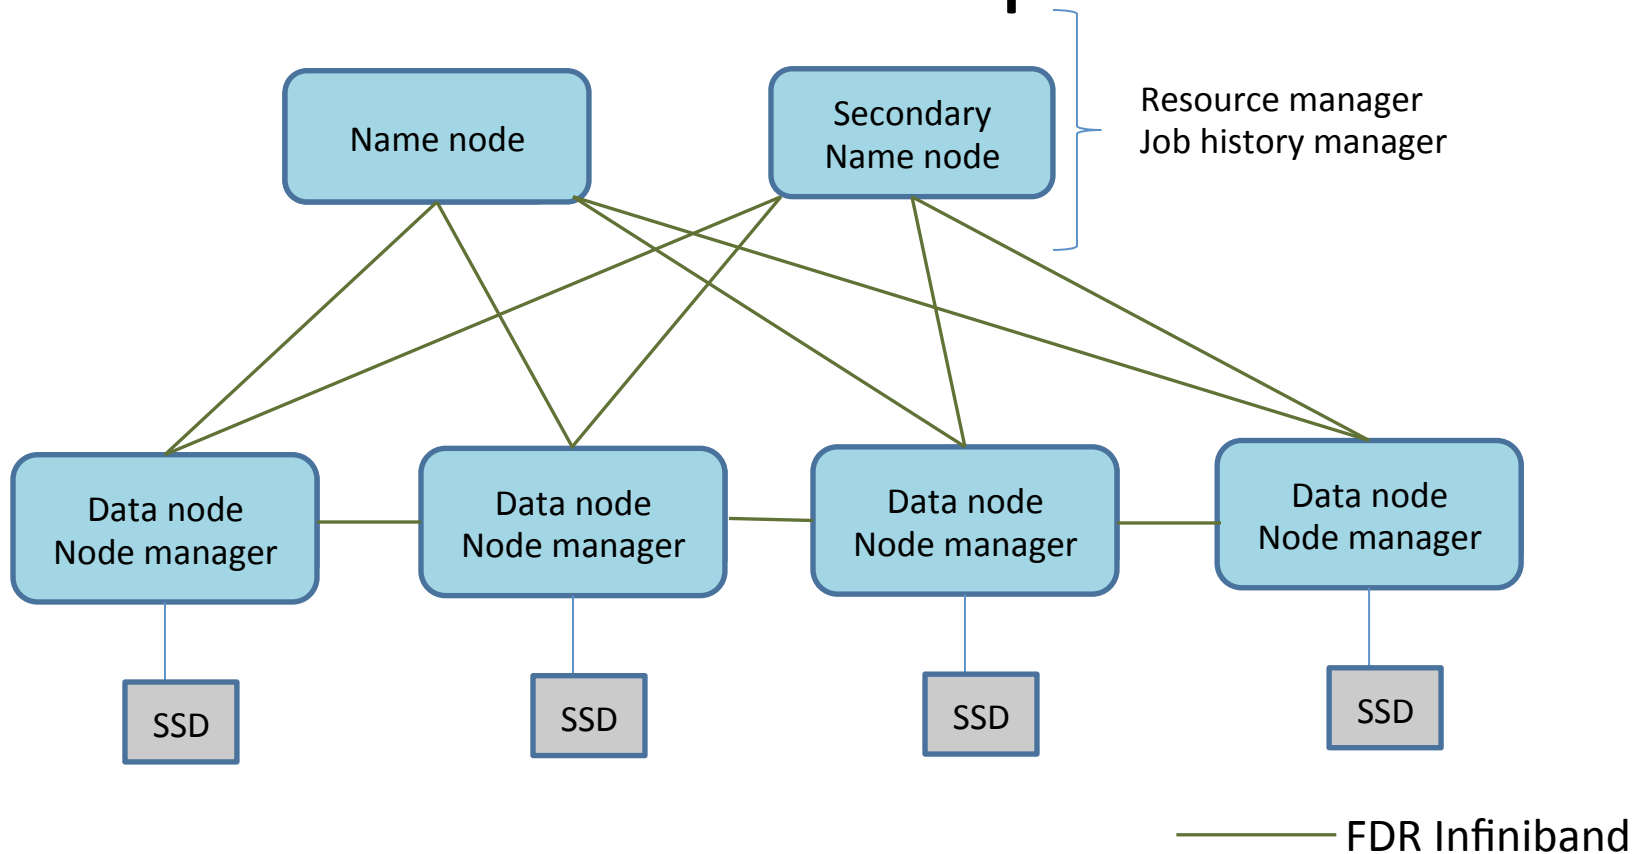 Name node
Secondary
Name node
Resource manager
Job history manager
Data node
Node manager
Data node
Node manager
Data node
Node manager
Data node
Node manager
SSD
SSD
SSD
SSD
FDR Infiniband